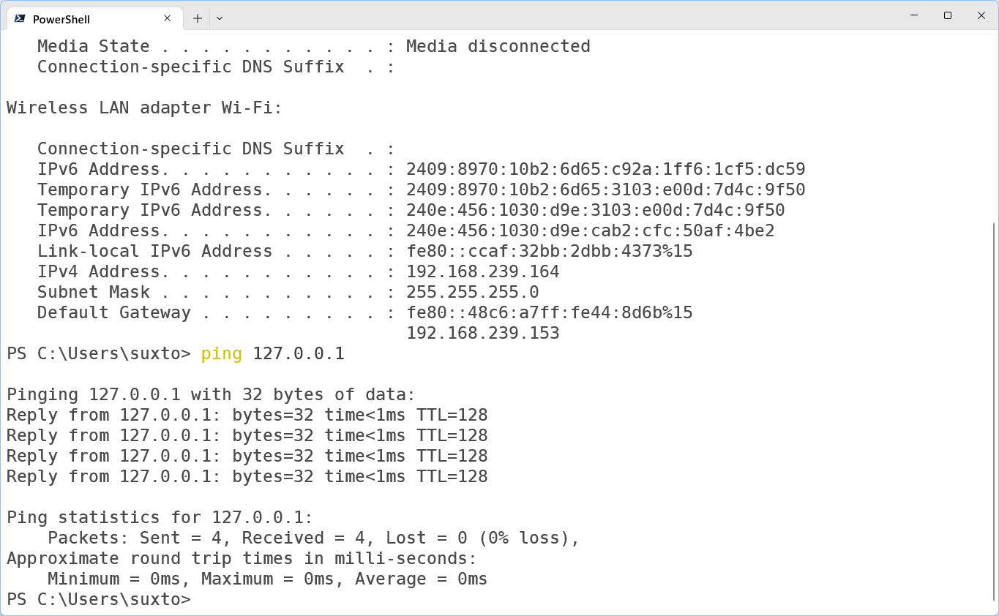 PowerShell
   Media State . . . . . . . . . . . : Media disconnected
   Connection-specific DNS Suffix  . :

Wireless LAN adapter Wi-Fi:

   Connection-specific DNS Suffix  . :
   IPv6 Address. . . . . . . . . . . : 2409:8970:10b2:6d65:c92a:1ff6:1cf5:dc59
   Temporary IPv6 Address. . . . . . : 2409:8970:10b2:6d65:3103:e00d:7d4c:9f50
   Temporary IPv6 Address. . . . . . : 240e:456:1030:d9e:3103:e00d:7d4c:9f50
   IPv6 Address. . . . . . . . . . . : 240e:456:1030:d9e:cab2:cfc:50af:4be2
   Link-local IPv6 Address . . . . . : fe80::ccaf:32bb:2dbb:4373%15
   IPv4 Address. . . . . . . . . . . : 192.168.239.164
   Subnet Mask . . . . . . . . . . . : 255.255.255.0
   Default Gateway . . . . . . . . . : fe80::48c6:a7ff:fe44:8d6b%15
                                       192.168.239.153
PS C:\Users\suxto> ping 127.0.0.1

Pinging 127.0.0.1 with 32 bytes of data:
Reply from 127.0.0.1: bytes=32 time<1ms TTL=128
Reply from 127.0.0.1: bytes=32 time<1ms TTL=128
Reply from 127.0.0.1: bytes=32 time<1ms TTL=128
Reply from 127.0.0.1: bytes=32 time<1ms TTL=128

Ping statistics for 127.0.0.1:
    Packets: Sent = 4, Received = 4, Lost = 0 (0% loss),
Approximate round trip times in milli-seconds:
    Minimum = 0ms, Maximum = 0ms, Average = 0ms
PS C:\Users\suxto>